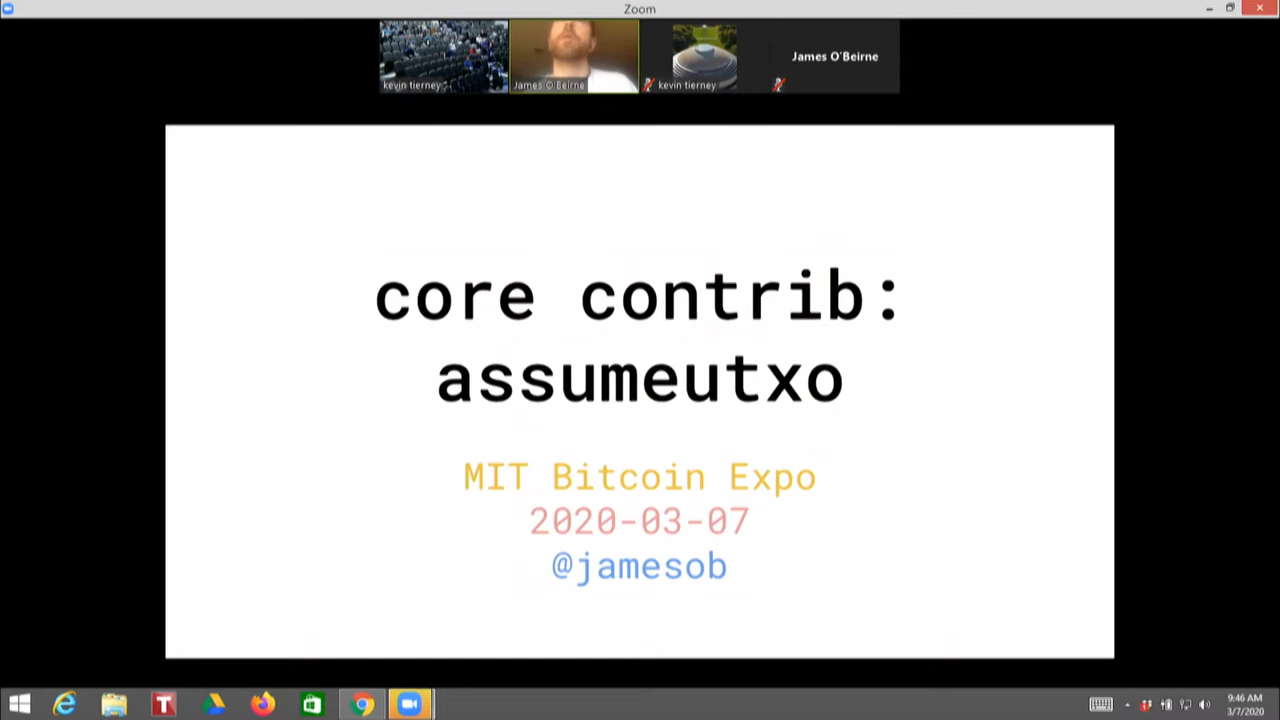 Zoom
kevin tierney
James O'Beirne
kevin tierney
James O'Beirne
core contrib:
assumeutxo
MIT Bitcoin Expo
2020-03-07
@jamesob
9:46 AM
3/7/2020